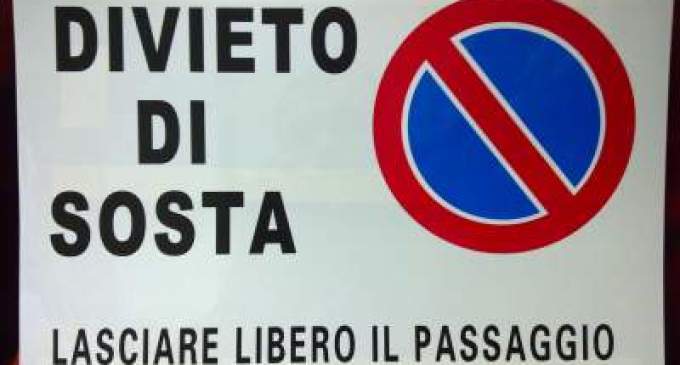 DIVIETO
DI
SOSTA
LASCIARE LIBERO IL PASSAGGIO